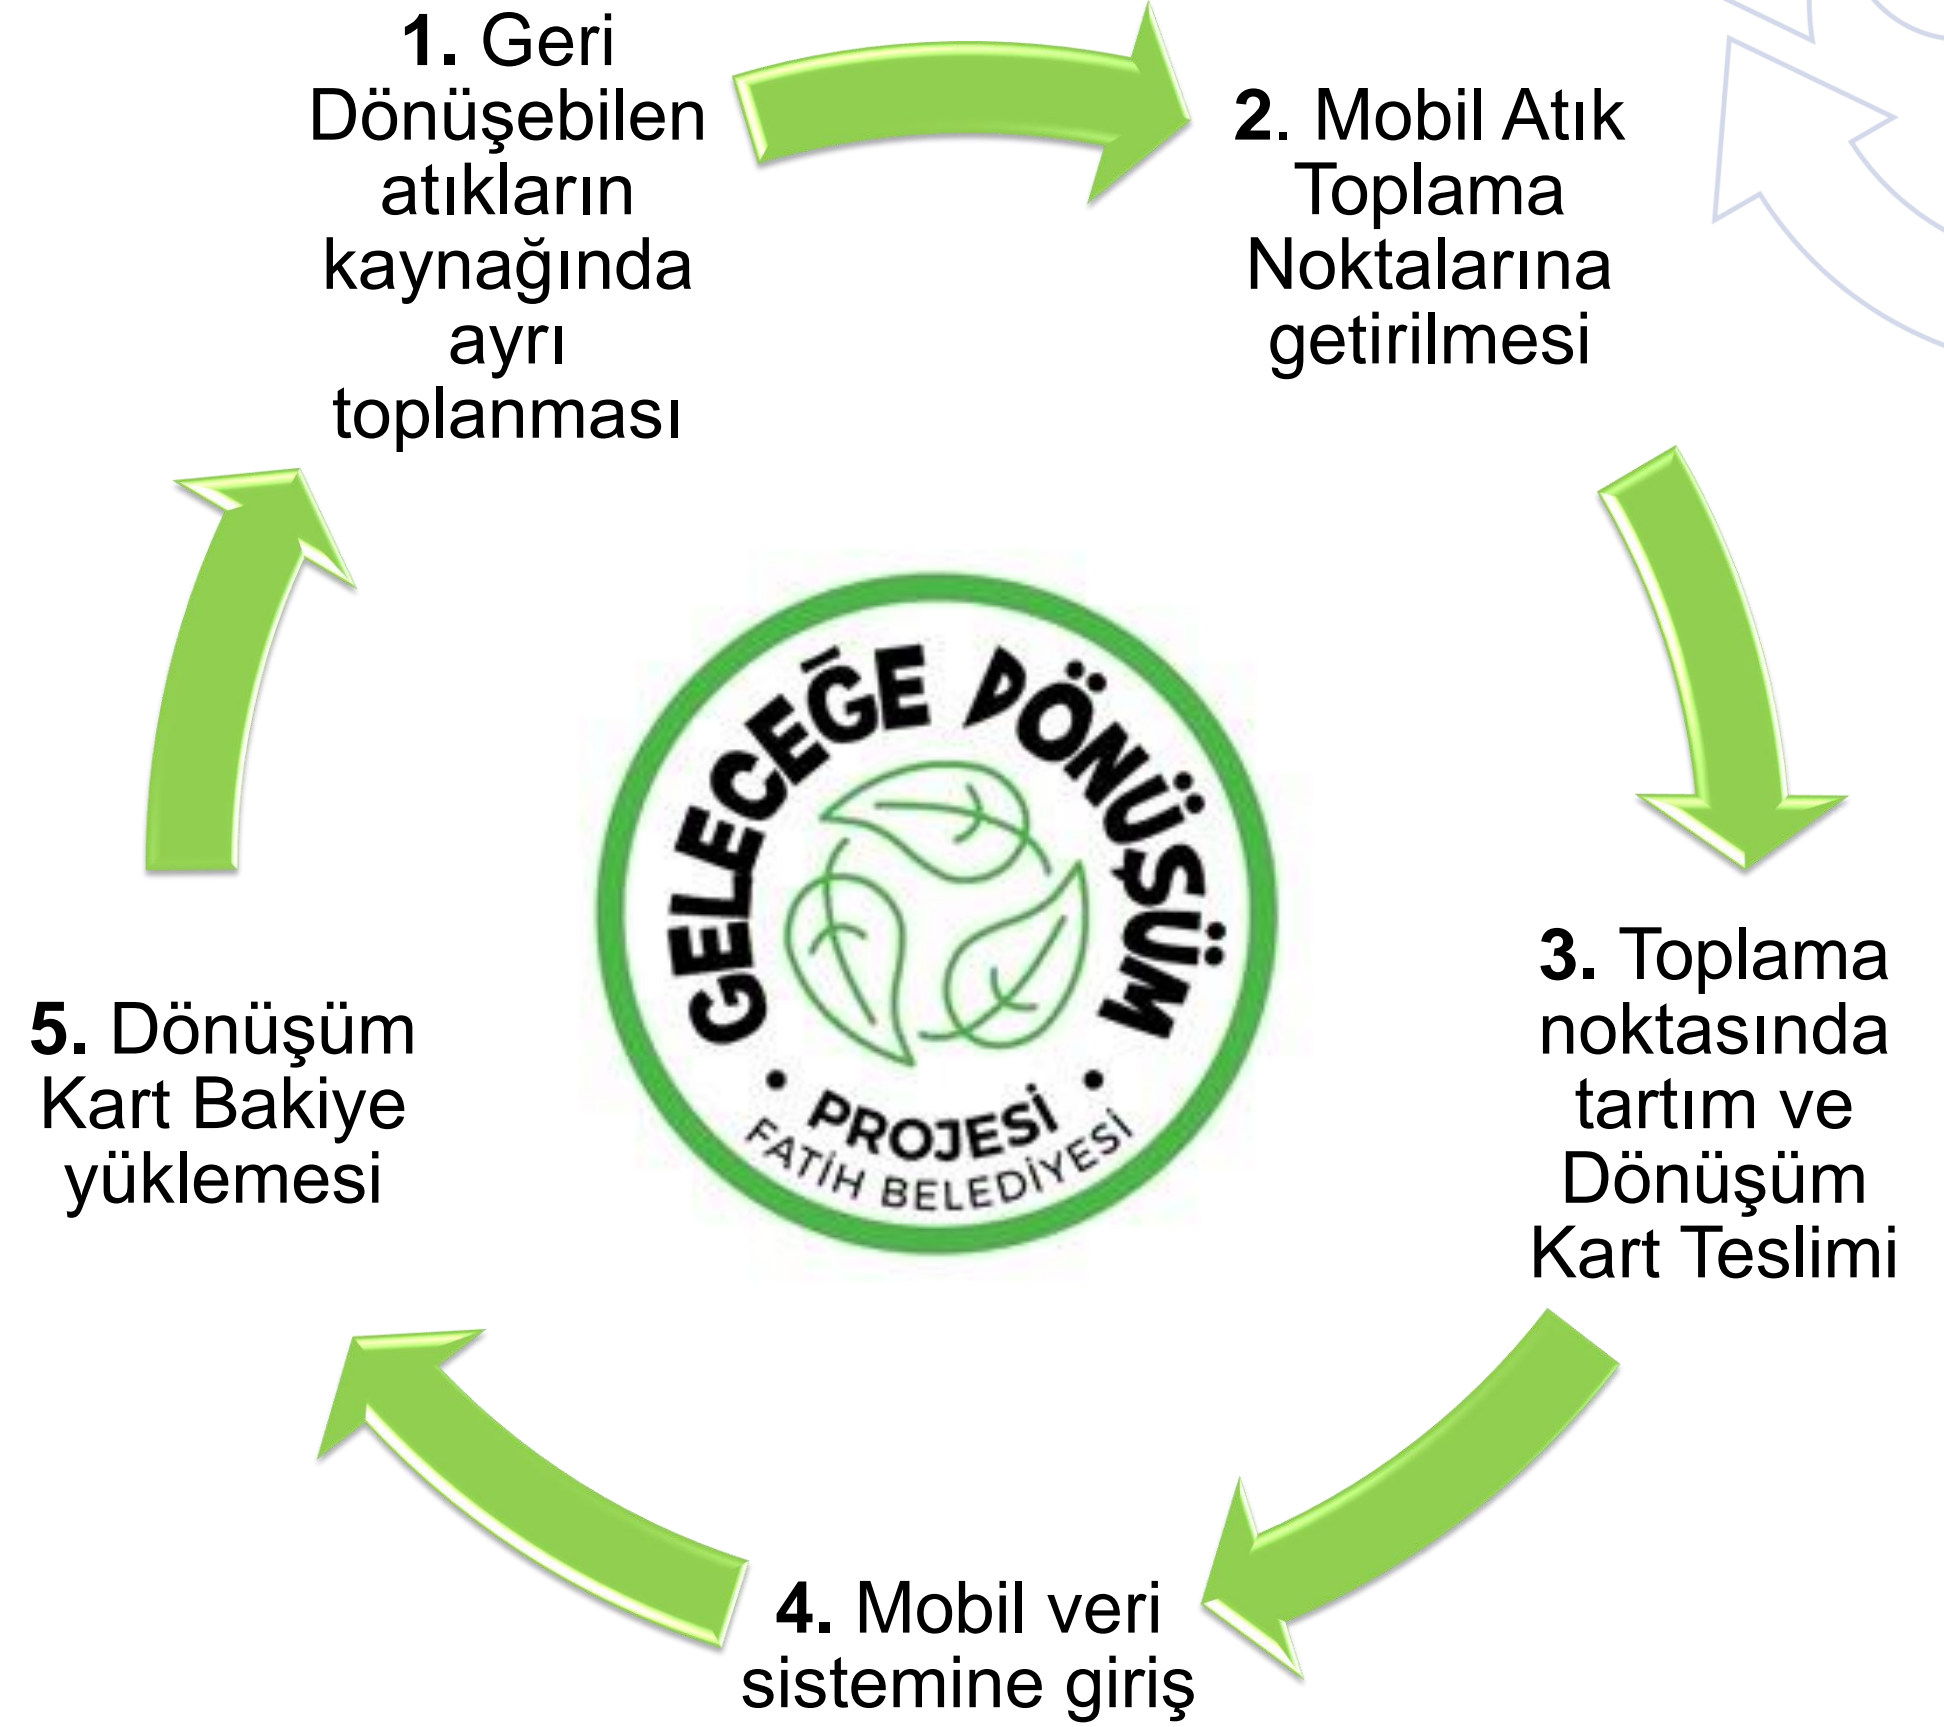 1. Geri
Dönüşebilen
atıkların
kaynağında
ayrı
toplanması
2. Mobil Atık
Toplama
Noktalarına
getirilmesi
3. Toplama
noktasında
tartım ve
Dönüşüm
Kart Teslimi
4. Mobil veri
sistemine giriş
5. Dönüşüm
Kart Bakiye
yüklemesi
GELECEĞE DÖNÜŞÜM
• PROJESİ •
FATİH BELEDİYESİ